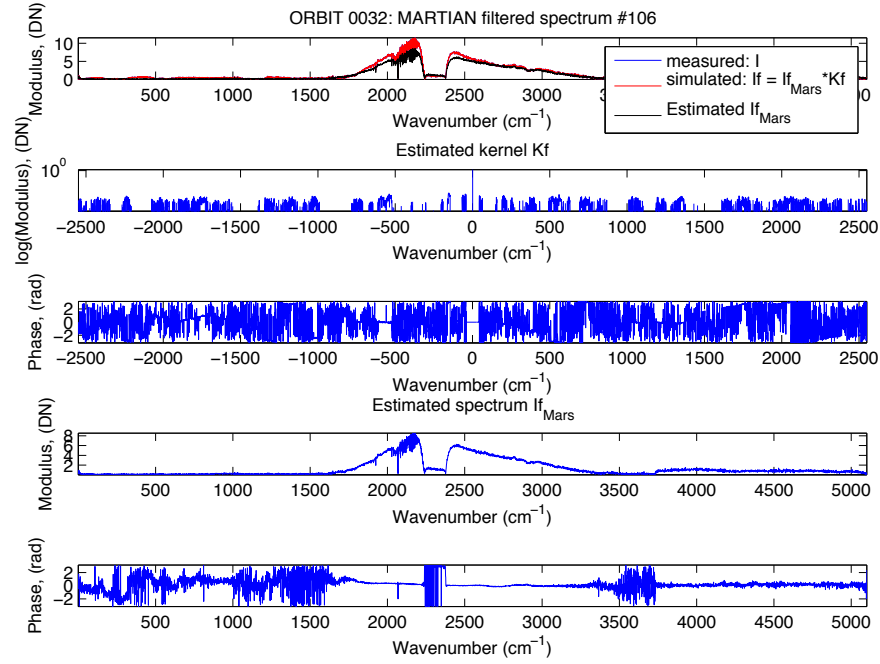 ORBIT 0032: MARTIAN filtered spectrum #106
Modulus, (DN)
10
5
0
500 1000 1500 2000 2500 3000
Wavenumber (cm⁻¹)
measured: I
simulated: If = If_Mars*Kf
Estimated If_Mars
Estimated kernel Kf
log(Modulus), (DN)
10⁰
−2500 −2000 −1500 −1000 −500 0 500 1000 1500 2000 2500
Wavenumber (cm⁻¹)
Phase, (rad)
2
0
−2
−2500 −2000 −1500 −1000 −500 0 500 1000 1500 2000 2500
Wavenumber (cm⁻¹)
Estimated spectrum If_Mars
Modulus, (DN)
8
6
4
2
500 1000 1500 2000 2500 3000 3500 4000 4500 5000
Wavenumber (cm⁻¹)
Phase, (rad)
2
0
−2
500 1000 1500 2000 2500 3000 3500 4000 4500 5000
Wavenumber (cm⁻¹)